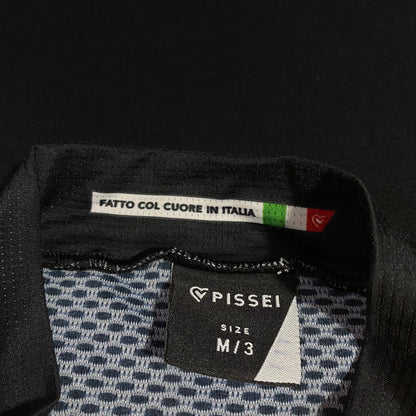 FATTO COL CUORE IN ITALIA
PISSEI
SIZE
M/3